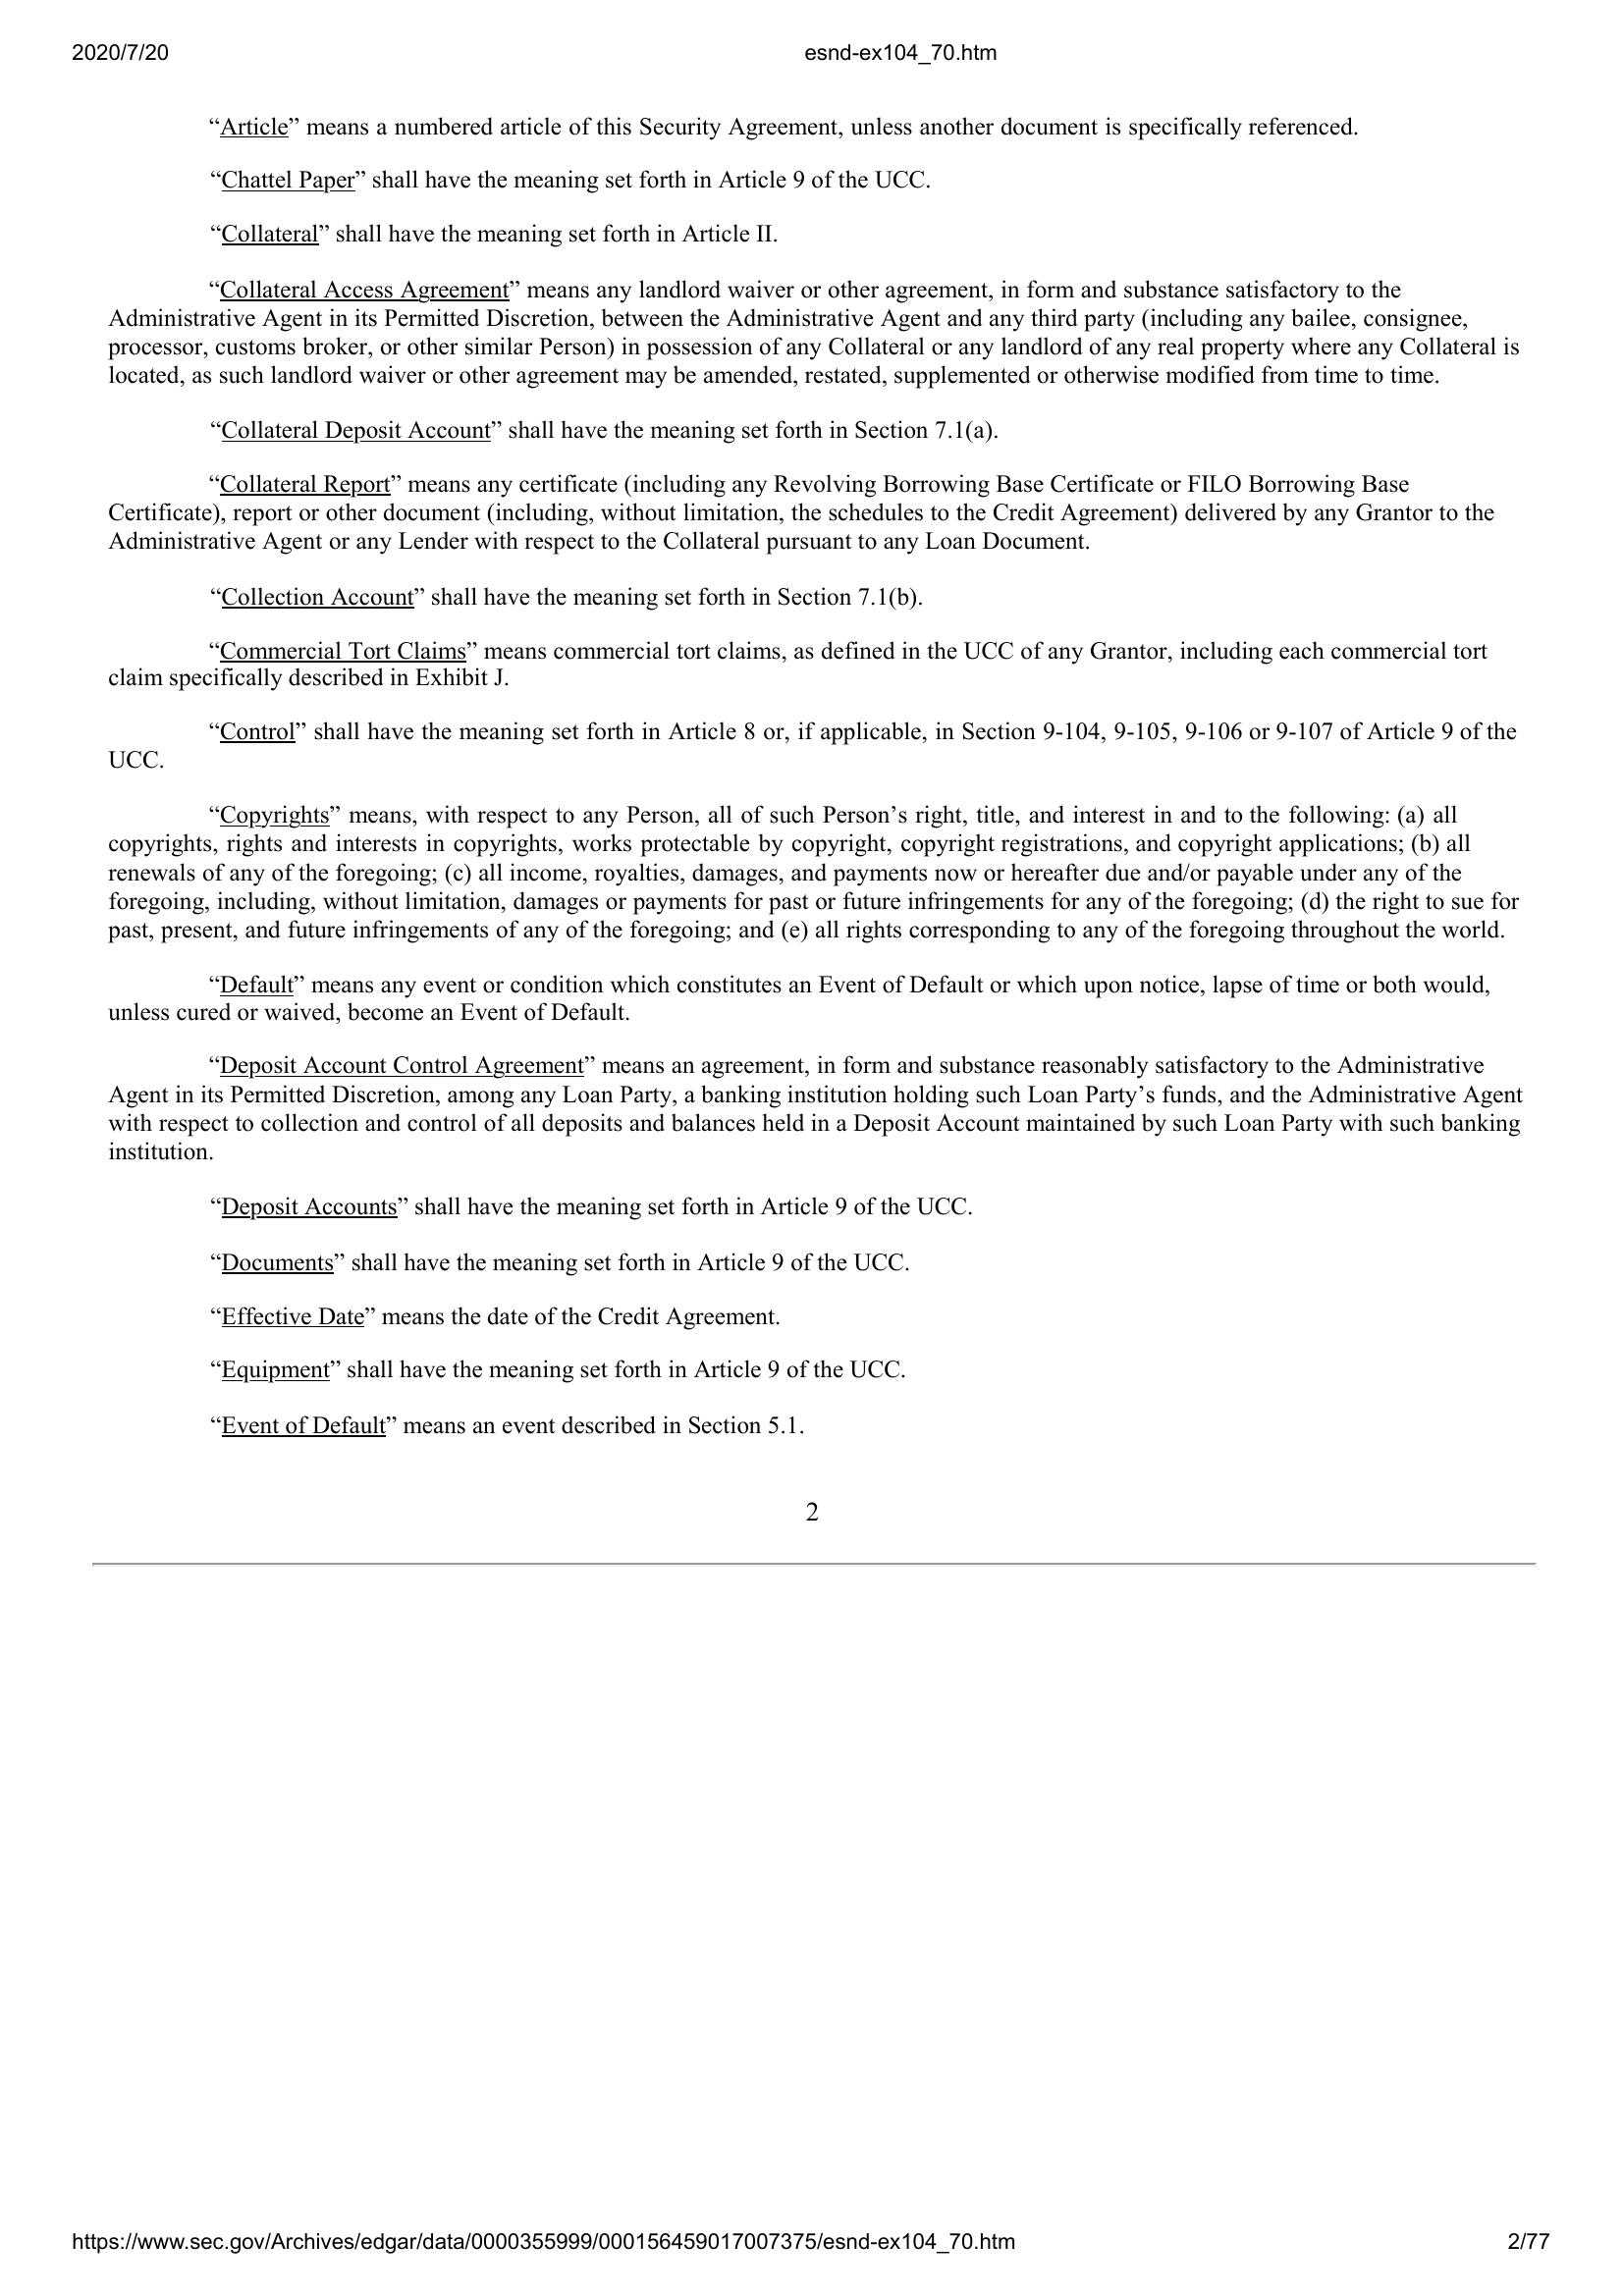 2020/7/20 esnd-ex104_70.htm
“Article” means a numbered article of this Security Agreement, unless another document is specifically referenced.
“Chattel Paper” shall have the meaning set forth in Article 9 of the UCC.
“Collateral” shall have the meaning set forth in Article II.
“Collateral Access Agreement” means any landlord waiver or other agreement, in form and substance satisfactory to the
Administrative Agent in its Permitted Discretion, between the Administrative Agent and any third party (including any bailee, consignee,
processor, customs broker, or other similar Person) in possession of any Collateral or any landlord of any real property where any Collateral is
located, as such landlord waiver or other agreement may be amended, restated, supplemented or otherwise modified from time to time.
“Collateral Deposit Account” shall have the meaning set forth in Section 7.1(a).
“Collateral Report” means any certificate (including any Revolving Borrowing Base Certificate or FILO Borrowing Base
Certificate), report or other document (including, without limitation, the schedules to the Credit Agreement) delivered by any Grantor to the
Administrative Agent or any Lender with respect to the Collateral pursuant to any Loan Document.
“Collection Account” shall have the meaning set forth in Section 7.1(b).
“Commercial Tort Claims” means commercial tort claims, as defined in the UCC of any Grantor, including each commercial tort
claim specifically described in Exhibit J.
“Control” shall have the meaning set forth in Article 8 or, if applicable, in Section 9-104, 9-105, 9-106 or 9-107 of Article 9 of the
UCC.
“Copyrights” means, with respect to any Person, all of such Person’s right, title, and interest in and to the following: (a) all
copyrights, rights and interests in copyrights, works protectable by copyright, copyright registrations, and copyright applications; (b) all
renewals of any of the foregoing; (c) all income, royalties, damages, and payments now or hereafter due and/or payable under any of the
foregoing, including, without limitation, damages or payments for past or future infringements for any of the foregoing; (d) the right to sue for
past, present, and future infringements of any of the foregoing; and (e) all rights corresponding to any of the foregoing throughout the world.
“Default” means any event or condition which constitutes an Event of Default or which upon notice, lapse of time or both would,
unless cured or waived, become an Event of Default.
“Deposit Account Control Agreement” means an agreement, in form and substance reasonably satisfactory to the Administrative
Agent in its Permitted Discretion, among any Loan Party, a banking institution holding such Loan Party’s funds, and the Administrative Agent
with respect to collection and control of all deposits and balances held in a Deposit Account maintained by such Loan Party with such banking
institution.
“Deposit Accounts” shall have the meaning set forth in Article 9 of the UCC.
“Documents” shall have the meaning set forth in Article 9 of the UCC.
“Effective Date” means the date of the Credit Agreement.
“Equipment” shall have the meaning set forth in Article 9 of the UCC.
“Event of Default” means an event described in Section 5.1.
2
https://www.sec.gov/Archives/edgar/data/0000355999/000156459017007375/esnd-ex104_70.htm 2/77